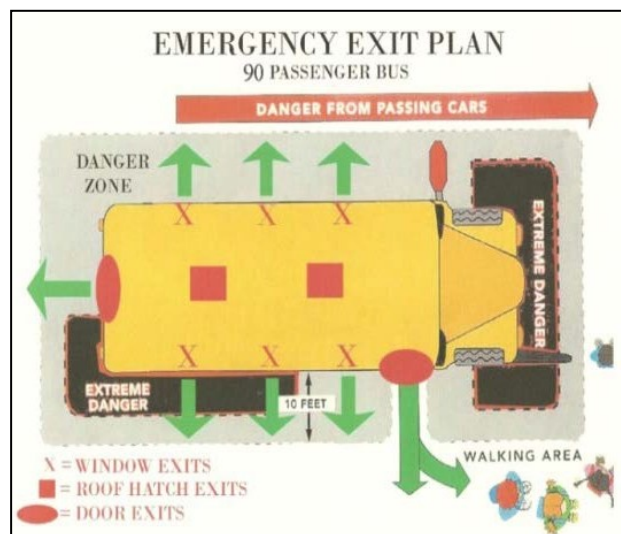 EMERGENCY EXIT PLAN
90 PASSENGER BUS
DANGER FROM PASSING CARS
DANGER
ZONE
X X X
EXTREME DANGER
X X X
EXTREME
DANGER
10 FEET
WALKING AREA
X = WINDOW EXITS
= ROOF HATCH EXITS
= DOOR EXITS